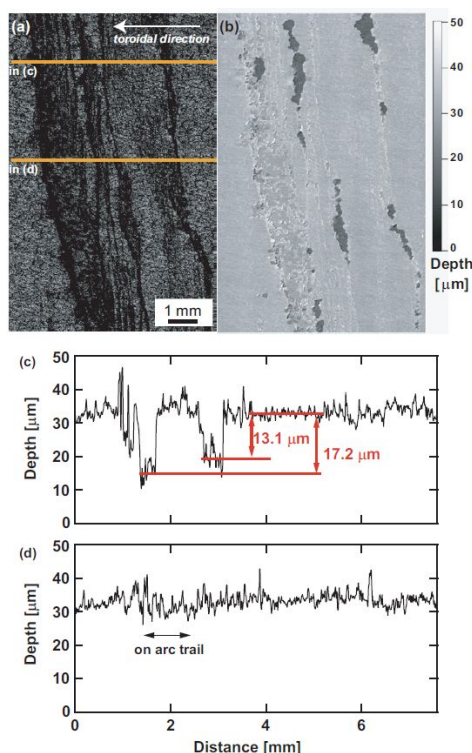 (a)
toroidal direction
in (c)
in (d)
1 mm
(b)
50
40
30
20
10
0
Depth
[ μm]
(c)
50
40
30
20
10
0
Depth [μm]
13.1 μm
17.2 μm
(d)
50
40
30
20
10
0
Depth [μm]
on arc trail
0 2 4 6
Distance [mm]